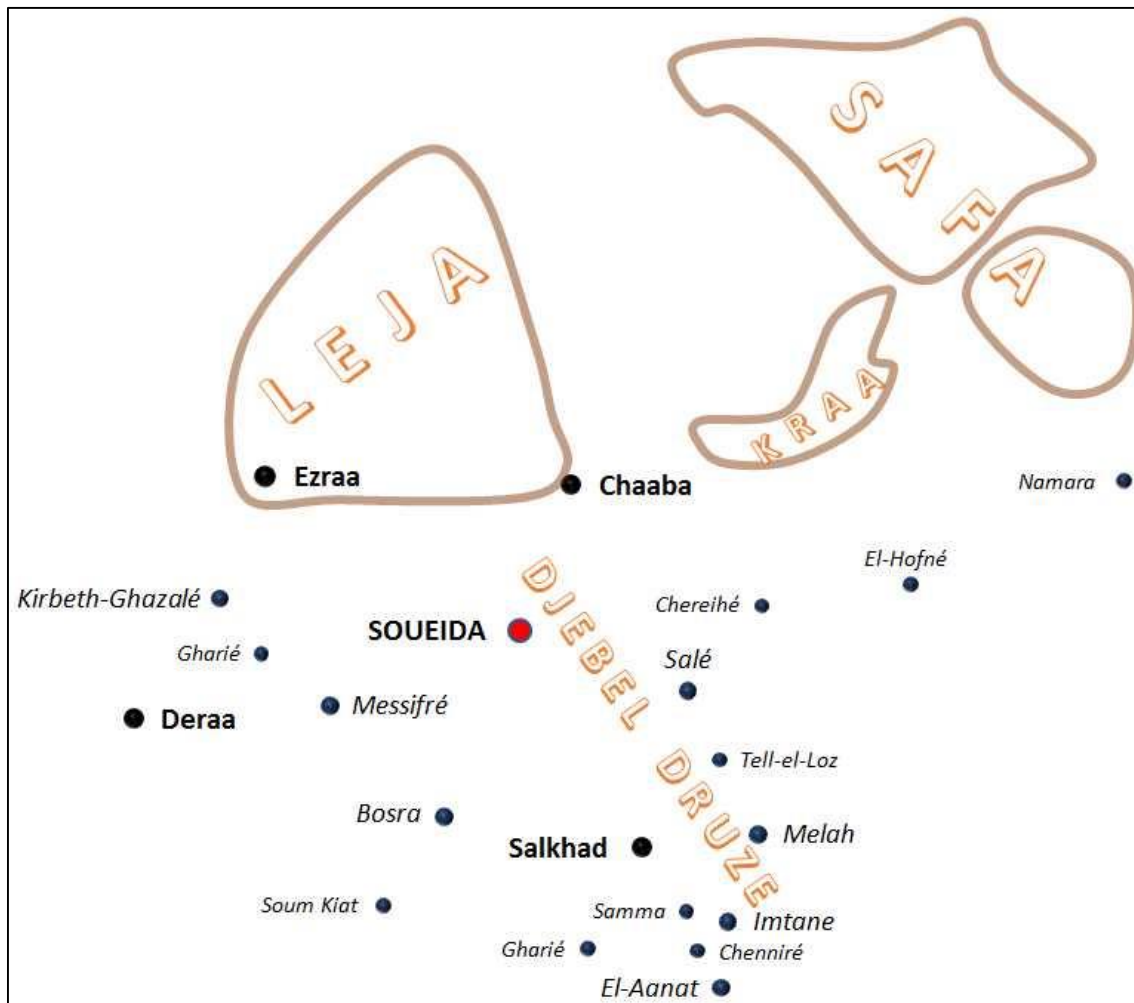 SAFA
LEJA
KRAA
Ezraa
Chaaba
Namara
El-Hofné
Kirbeth-Ghazalé
Chereihé
SOUEIDA
DJEBEL DRUZE
Gharié
Salé
Messifré
Deraa
Tell-el-Loz
Bosra
Melah
Salkhad
Soum Kiat
Samma
Imtane
Gharié
Chenniré
El-Aanat